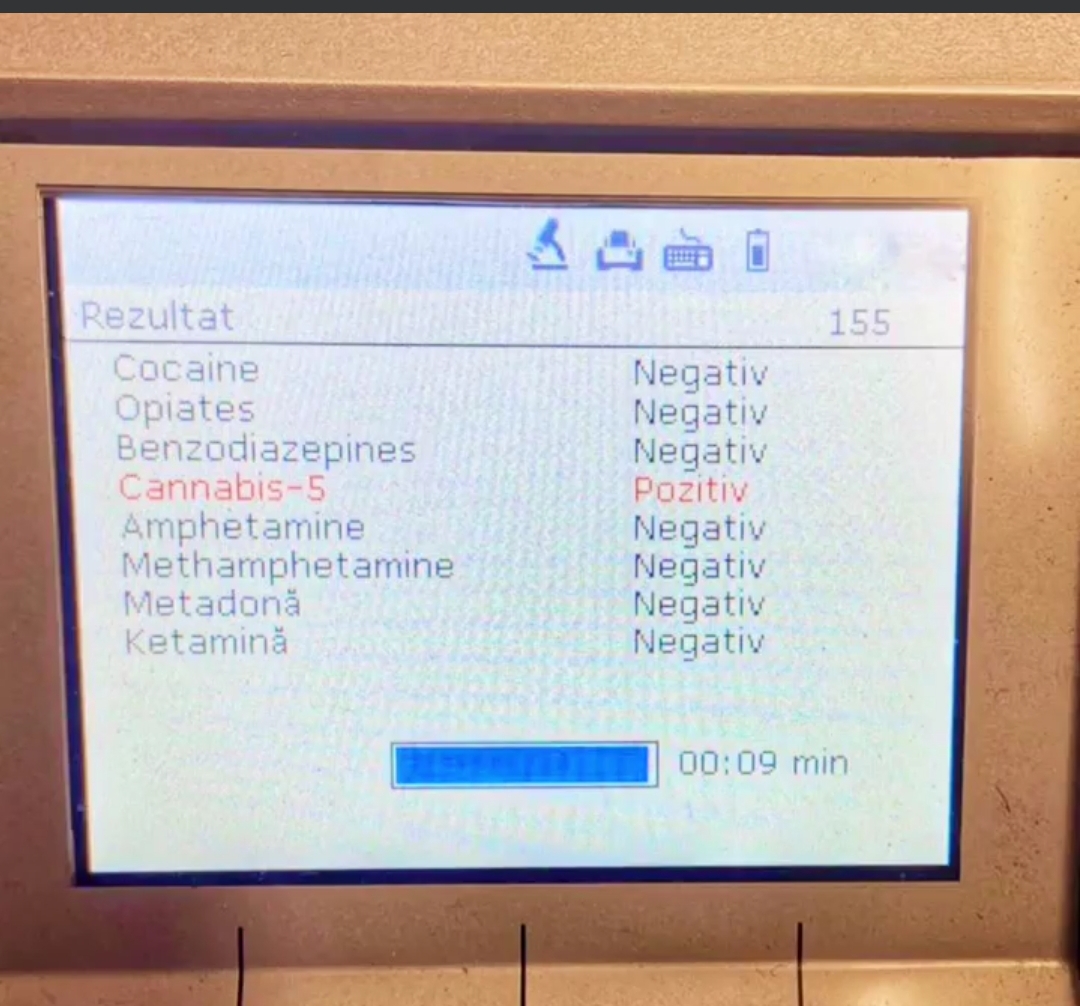 Rezultat 155
Cocaine Negativ
Opiates Negativ
Benzodiazepines Negativ
Cannabis-5 Pozitiv
Amphetamine Negativ
Methamphetamine Negativ
Metadonă Negativ
Ketamină Negativ
00:09 min